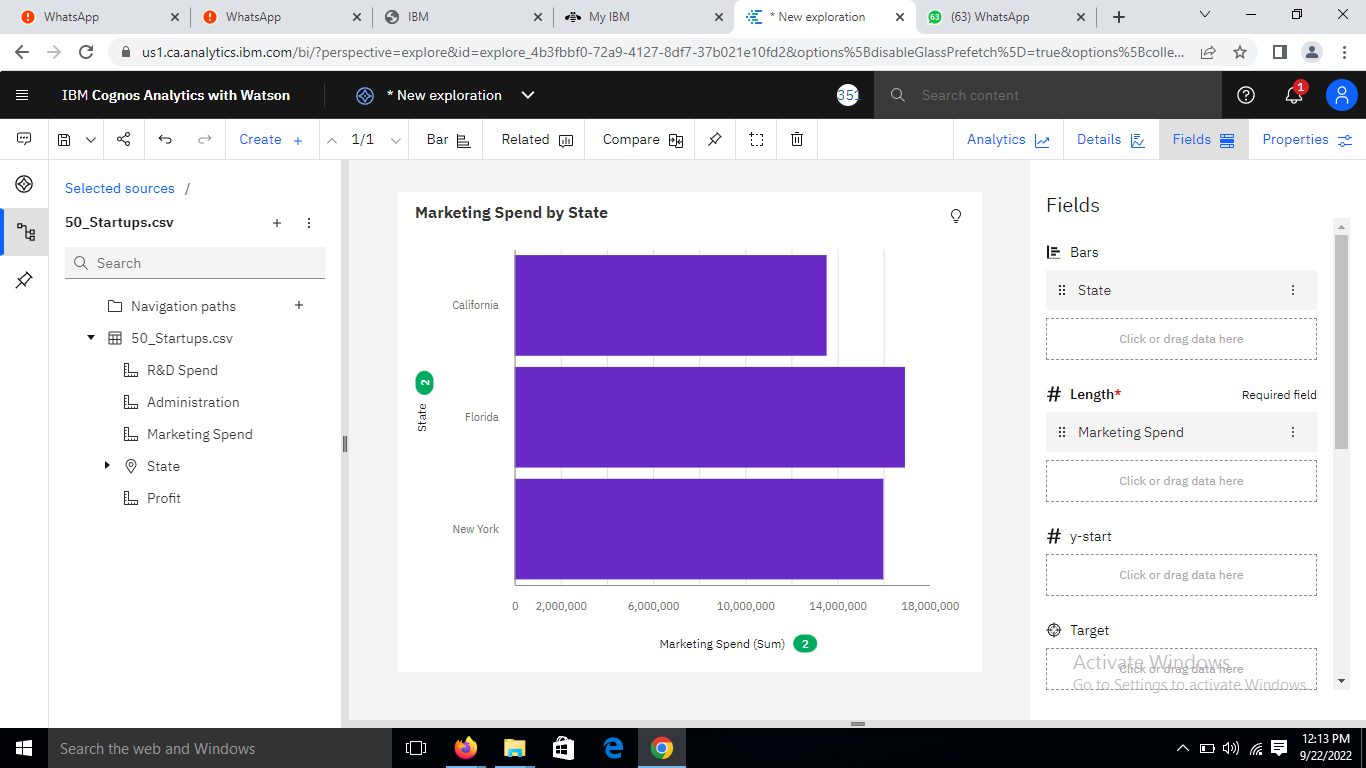 WhatsApp
WhatsApp
IBM
My IBM
* New exploration
63
(63) WhatsApp
us1.ca.analytics.ibm.com/bi/?perspective=explore&id=explore_4b3fbbf0-72a9-4127-8df7-37b021e10fd2&options%5BdisableGlassPrefetch%5D=true&options%5Bcolle...
IBM Cognos Analytics with Watson
* New exploration
351
Search content
1
Create +
1/1
Bar
Related
Compare
Analytics
Details
Fields
Properties
Selected sources /
50_Startups.csv
Search
Navigation paths
50_Startups.csv
R&D Spend
Administration
Marketing Spend
State
Profit
Marketing Spend by State
California
Florida
New York
State 2
0 2,000,000 6,000,000 10,000,000 14,000,000 18,000,000
Marketing Spend (Sum) 2
Fields
Bars
State
Click or drag data here
# Length* Required field
Marketing Spend
Click or drag data here
# y-start
Click or drag data here
Target
Click or drag data here
Activate Windows
Go to Settings to activate Windows.
Search the web and Windows
12:13 PM
9/22/2022